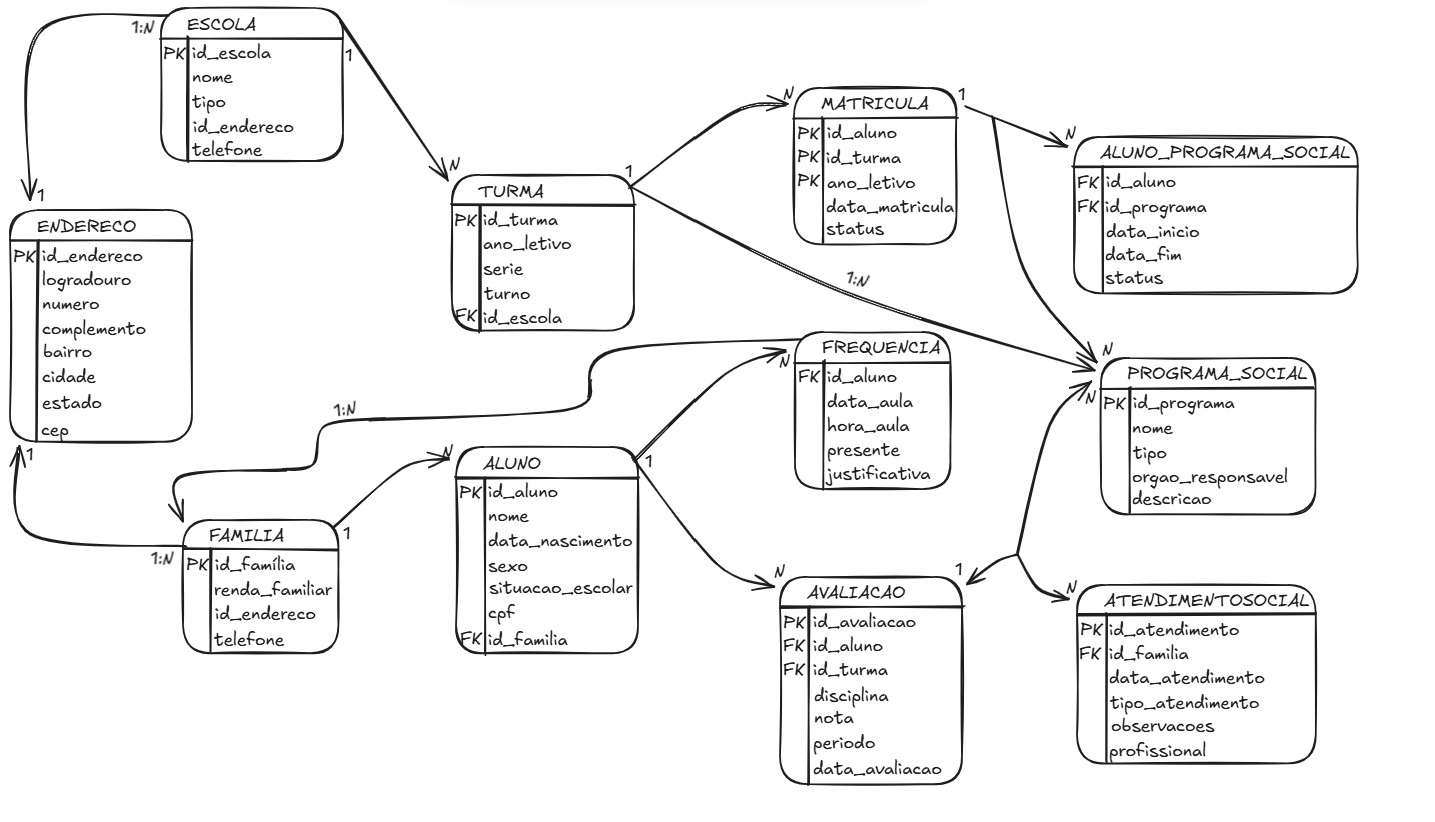 1:N
ESCOLA
PK id_escola
nome
tipo
id_endereco
telefone
1
N
1
ENDERECO
PK id_endereco
logradouro
numero
complemento
bairro
cidade
estado
cep
1
TURMA
PK id_turma
ano_letivo
serie
turno
FK id_escola
1
N
MATRICULA
PK id_aluno
PK id_turma
PK ano_letivo
data_matricula
status
1
N
ALUNO_PROGRAMA_SOCIAL
FK id_aluno
FK id_programa
data_inicio
data_fim
status
1:N
1:N
N
FREQUENCIA
FK id_aluno
data_aula
hora_aula
presente
justificativa
N
N
PROGRAMA_SOCIAL
PK id_programa
nome
tipo
orgao_responsavel
descricao
1:N
FAMILIA
PK id_família
renda_familiar
id_endereco
telefone
1
N
ALUNO
PK id_aluno
nome
data_nascimento
sexo
situacao_escolar
cpf
FK id_familia
1
N
AVALIACAO
PK id_avaliacao
FK id_aluno
FK id_turma
disciplina
nota
periodo
data_avaliacao
1
N
ATENDIMENTOSOCIAL
PK id_atendimento
FK id_familia
data_atendimento
tipo_atendimento
observacoes
profissional